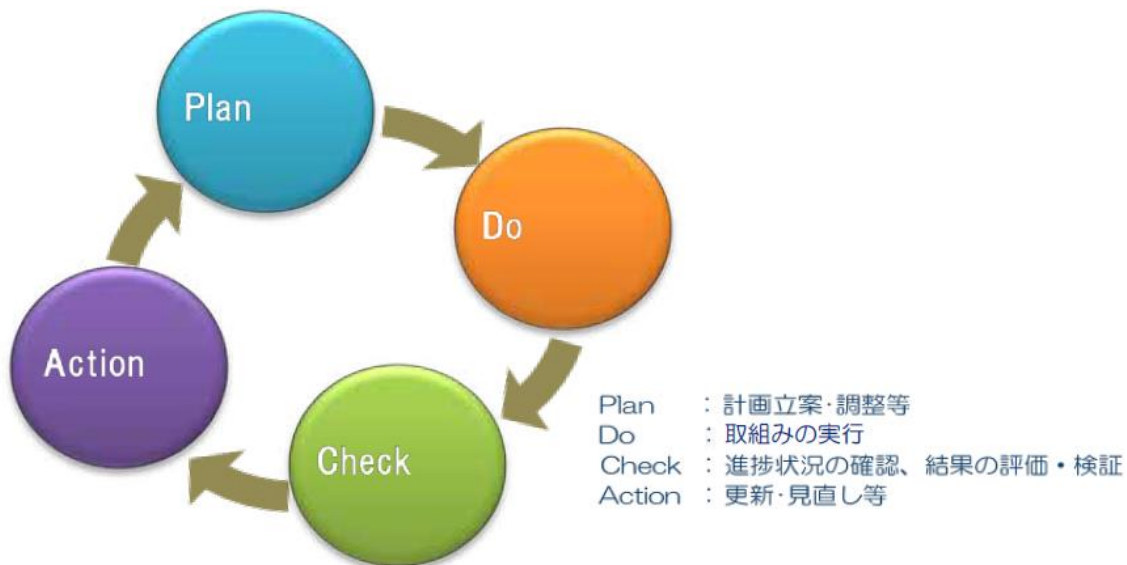 Plan
Do
Action
Check
Plan : 計画立案・調整等
Do : 取組みの実行
Check : 進捗状況の確認、結果の評価・検証
Action : 更新・見直し等